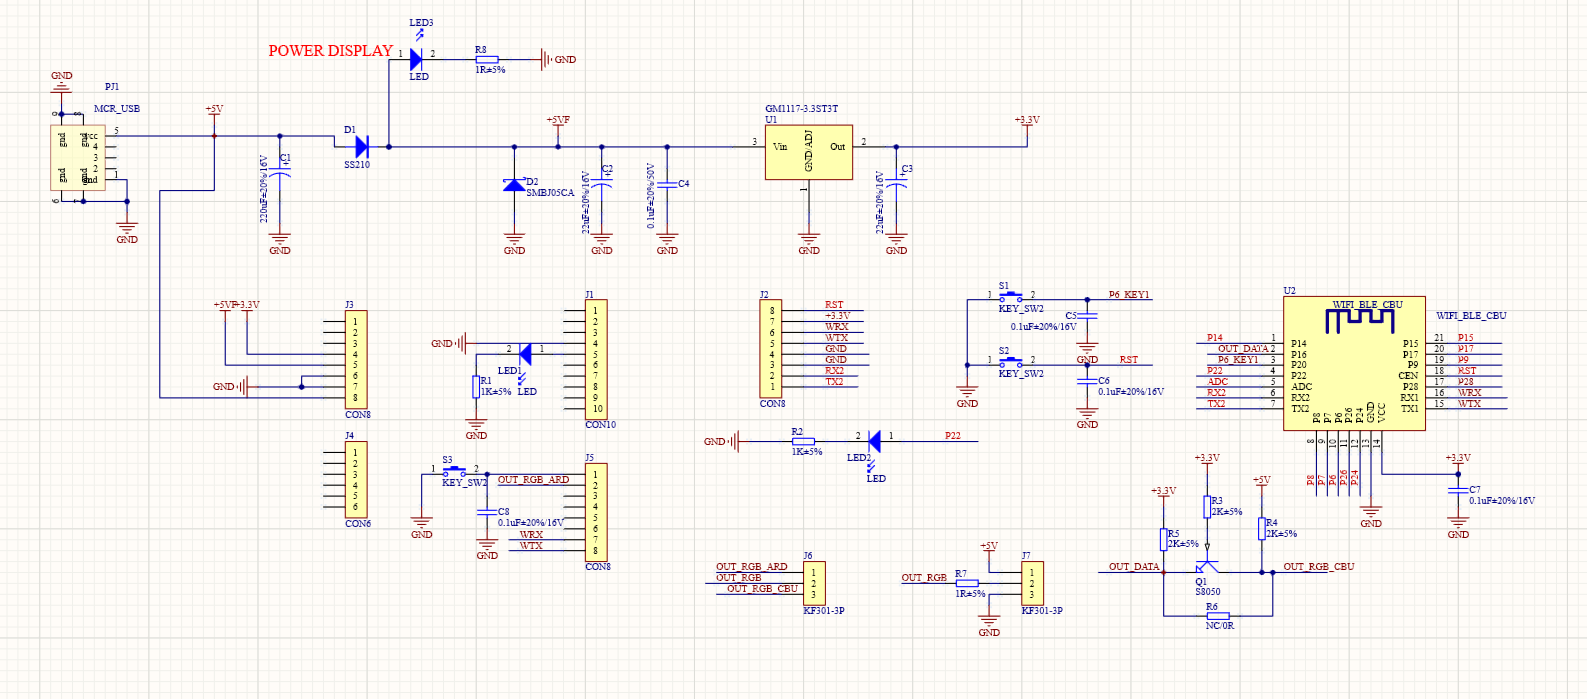 POWER DISPLAY
LED3
1 2
LED
R8
1R±5%
GND
GND
PJ1
MCR_USB
9 8
gnd gnd
vcc
gnd gnd
gnd
5
4
3
2
1
6 7
GND
+5V
C1
220uF±20%/16V
GND
D1
SS210
D2
SMBJ05CA
GND
+5VF
C2
22uF±20%/16V
GND
C4
0.1uF±20%/50V
GND
GM1117-3.3ST3T
U1
3 Vin
GND/ADJ
Out 2
1
GND
C3
22uF±20%/16V
GND
+3.3V
+5VF +3.3V
GND
J3
1
2
3
4
5
6
7
8
CON8
J4
1
2
3
4
5
6
CON6
GND
2 1
LED1
LED
R1
1K±5%
GND
J1
1
2
3
4
5
6
7
8
9
10
CON10
S3
1 2
KEY_SW2
GND
C8
0.1uF±20%/16V
GND
OUT_RGB_ARD
WRX
WTX
J5
1
2
3
4
5
6
7
8
CON8
J2
8 RST
7 +3.3V
6 WRX
5 WTX
4 GND
3 GND
2 RX2
1 TX2
CON8
GND
R2
1K±5%
2 1
LED2
LED
P22
S1
1 2
KEY_SW2
P6_KEY1
C5
0.1uF±20%/16V
GND
S2
1 2
KEY_SW2
RST
C6
0.1uF±20%/16V
GND
GND
J6
OUT_RGB_ARD 1
OUT_RGB 2
OUT_RGB_CBU 3
KF301-3P
OUT_RGB
R7
1R±5%
+5V
GND
J7
1
2
3
KF301-3P
U2
WIFI_BLE_CBU
WIFI_BLE_CBU
P14 1 P14
OUT_DATA 2 P16
P6_KEY1 3 P20
P22 4 P22
ADC 5 ADC
RX2 6 RX2
TX2 7 TX2
P15 21 P15
P17 20 P17
P9 19 P9
CEN 18 RST
P28 17 P28
RX1 16 WRX
TX1 15 WTX
P8 P7 P6 P26 P24 GND VCC
8 9 10 11 12 13 14
P8 P7 P6 P26 P24
GND
+3.3V
C7
0.1uF±20%/16V
GND
+3.3V
R5
2K±5%
+3.3V
R3
2K±5%
+5V
R4
2K±5%
OUT_DATA
Q1
S8050
OUT_RGB_CBU
R6
NC/0R